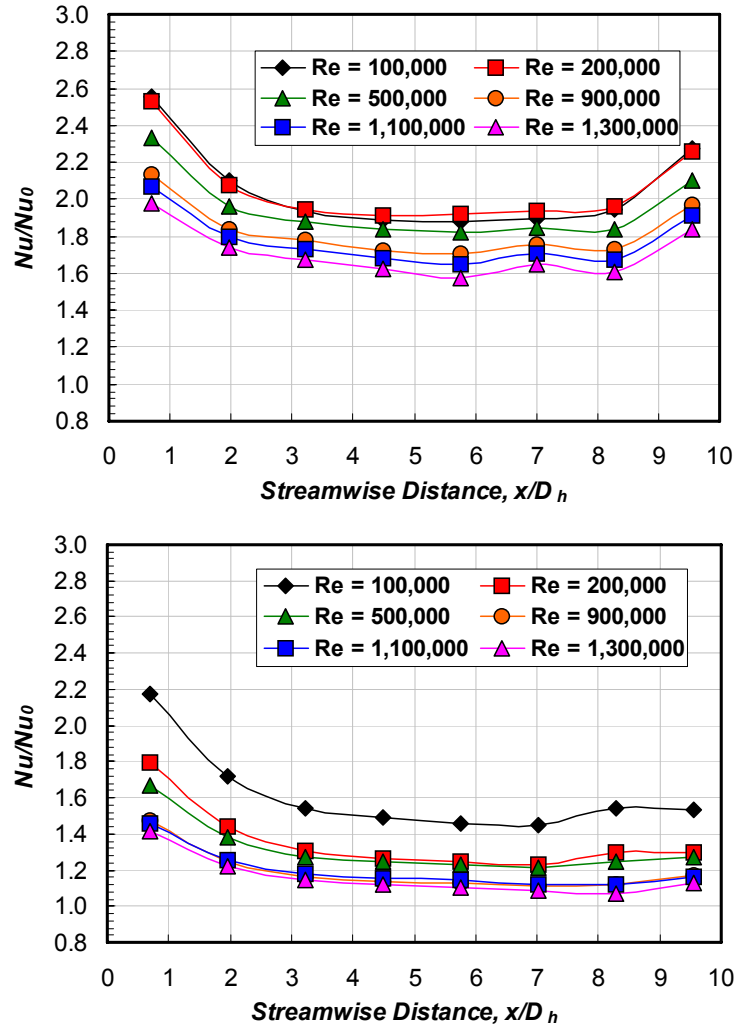 3.0
2.8
2.6
2.4
2.2
2.0
1.8
1.6
1.4
1.2
1.0
0.8
Nu/Nu0
Re = 100,000 Re = 200,000
Re = 500,000 Re = 900,000
Re = 1,100,000 Re = 1,300,000
0 1 2 3 4 5 6 7 8 9 10
Streamwise Distance, x/D h
3.0
2.8
2.6
2.4
2.2
2.0
1.8
1.6
1.4
1.2
1.0
0.8
Nu/Nu0
Re = 100,000 Re = 200,000
Re = 500,000 Re = 900,000
Re = 1,100,000 Re = 1,300,000
0 1 2 3 4 5 6 7 8 9 10
Streamwise Distance, x/D h